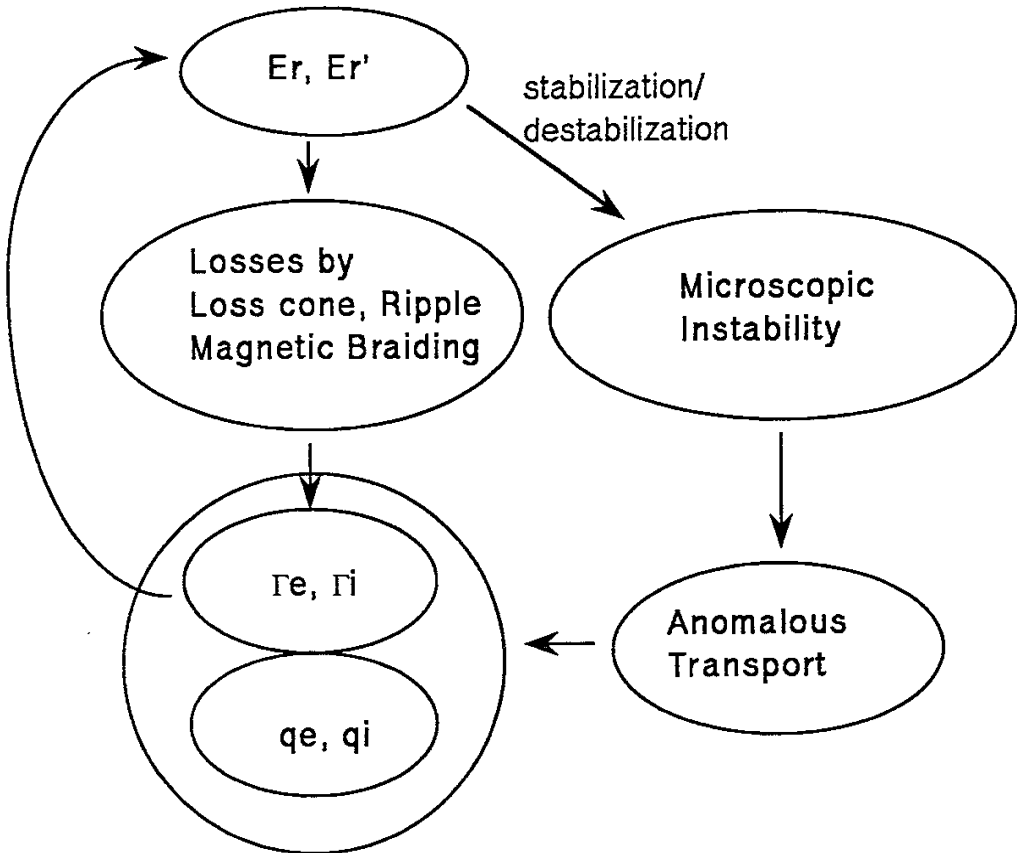 Er, Er'
stabilization/
destabilization
Losses by
Loss cone, Ripple
Magnetic Braiding
Microscopic
Instability
Γe, Γi
Anomalous
Transport
qe, qi